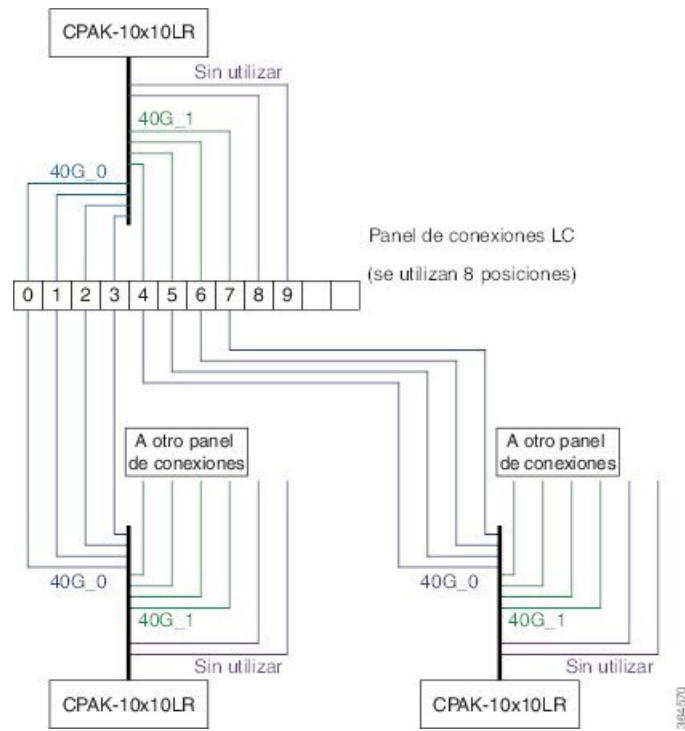 CPAK-10x10LR
Sin utilizar
40G_1
40G_0
Panel de conexiones LC
(se utilizan 8 posiciones)
0 1 2 3 4 5 6 7 8 9
A otro panel
de conexiones
A otro panel
de conexiones
40G_0
40G_1
Sin utilizar
CPAK-10x10LR
40G_0
40G_1
Sin utilizar
CPAK-10x10LR
364570